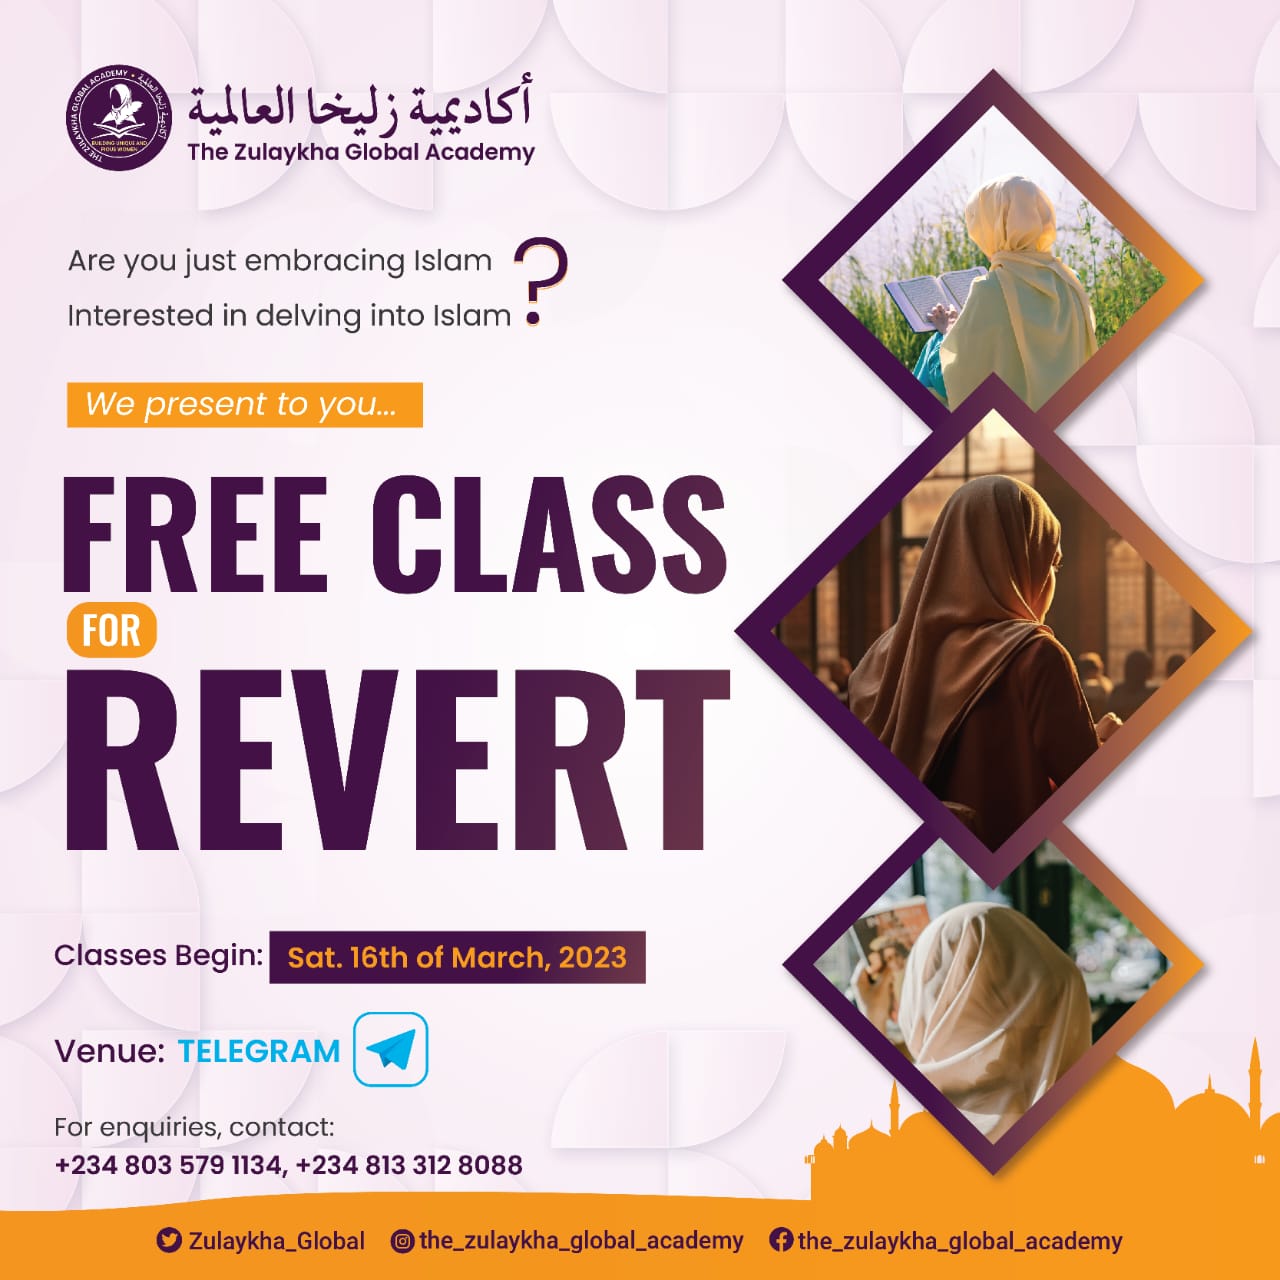 THE ZULAYKHA GLOBAL ACADEMY • أكاديمية زليخا العالمية
BUILDING UNIQUE AND
PIOUS WOMEN
أكاديمية زليخا العالمية
The Zulaykha Global Academy
Are you just embracing Islam
Interested in delving into Islam ?
We present to you...
FREE CLASS
FOR
REVERT
Classes Begin: Sat. 16th of March, 2023
Venue: TELEGRAM
For enquiries, contact:
+234 803 579 1134, +234 813 312 8088
Zulaykha_Global the_zulaykha_global_academy the_zulaykha_global_academy